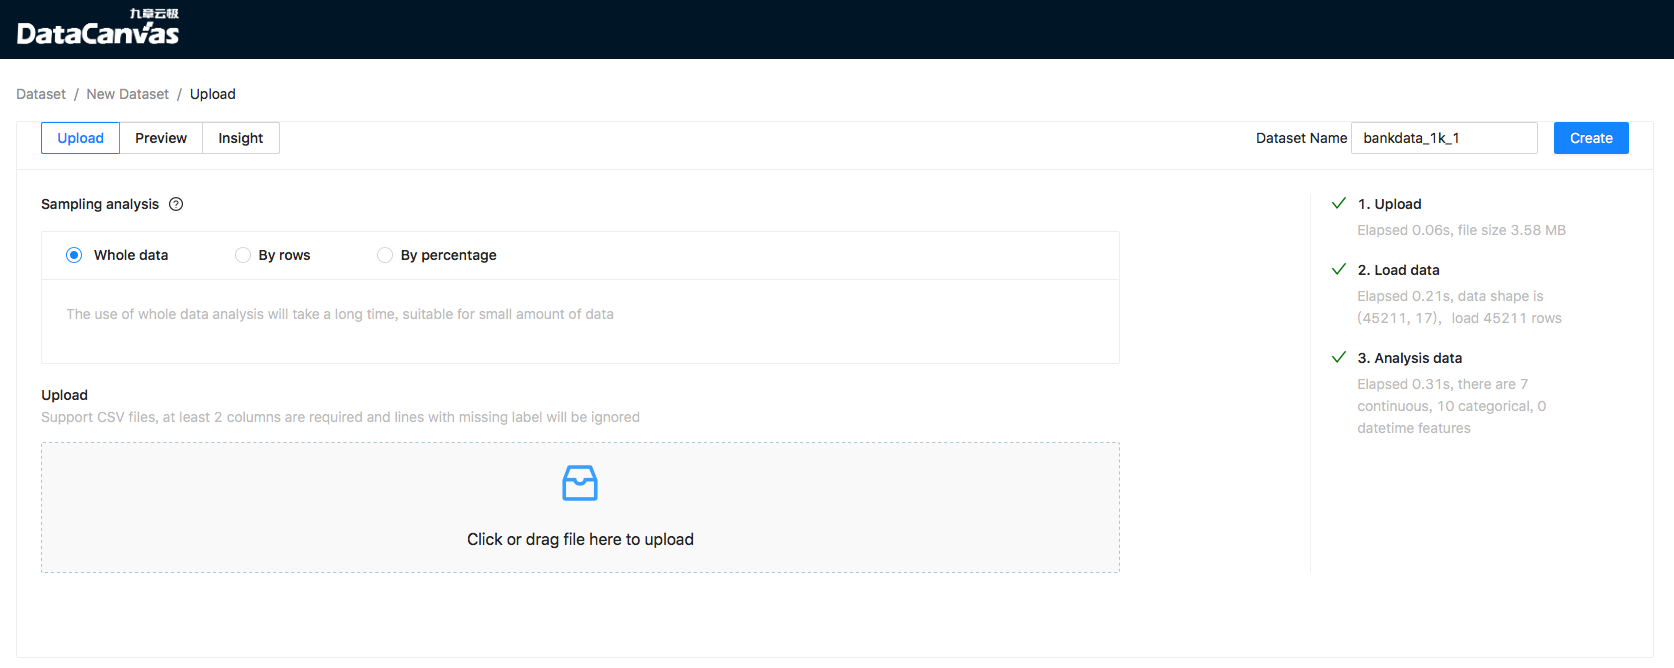 九章云极
DataCanvas
Dataset / New Dataset / Upload
Upload Preview Insight Dataset Name bankdata_1k_1 Create
Sampling analysis ?
Whole data By rows By percentage
The use of whole data analysis will take a long time, suitable for small amount of data
Upload
Support CSV files, at least 2 columns are required and lines with missing label will be ignored
Click or drag file here to upload
1. Upload
Elapsed 0.06s, file size 3.58 MB
2. Load data
Elapsed 0.21s, data shape is
(45211, 17)，load 45211 rows
3. Analysis data
Elapsed 0.31s, there are 7
continuous, 10 categorical, 0
datetime features